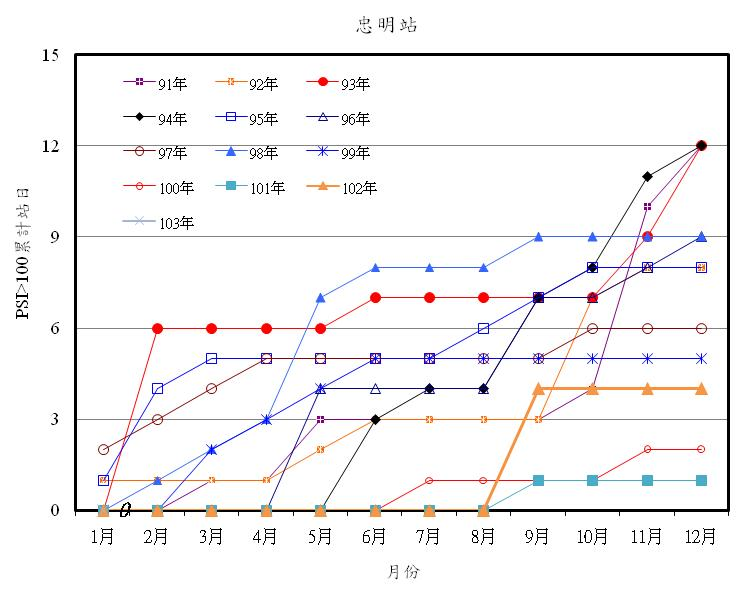 忠明站
15
12
9
6
3
0
PSI>100累計站日
91年 92年 93年
94年 95年 96年
97年 98年 99年
100年 101年 102年
103年
0
1月 2月 3月 4月 5月 6月 7月 8月 9月 10月 11月 12月
月份